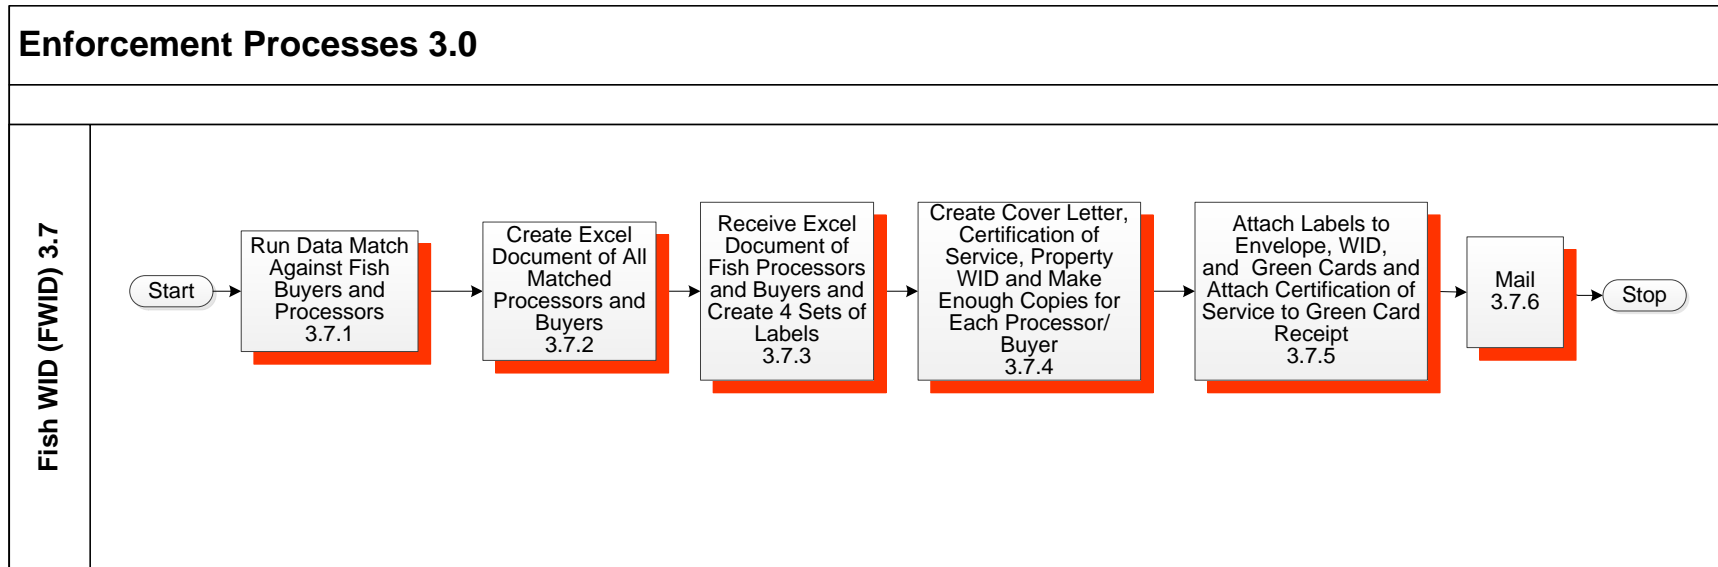 Enforcement Processes 3.0
Fish WID (FWID) 3.7
Start
Run Data Match
Against Fish
Buyers and
Processors
3.7.1
Create Excel
Document of All
Matched
Processors and
Buyers
3.7.2
Receive Excel
Document of
Fish Processors
and Buyers and
Create 4 Sets of
Labels
3.7.3
Create Cover Letter,
Certification of
Service, Property
WID and Make
Enough Copies for
Each Processor/
Buyer
3.7.4
Attach Labels to
Envelope, WID,
and  Green Cards and
Attach Certification of
Service to Green Card
Receipt
3.7.5
Mail
3.7.6
Stop